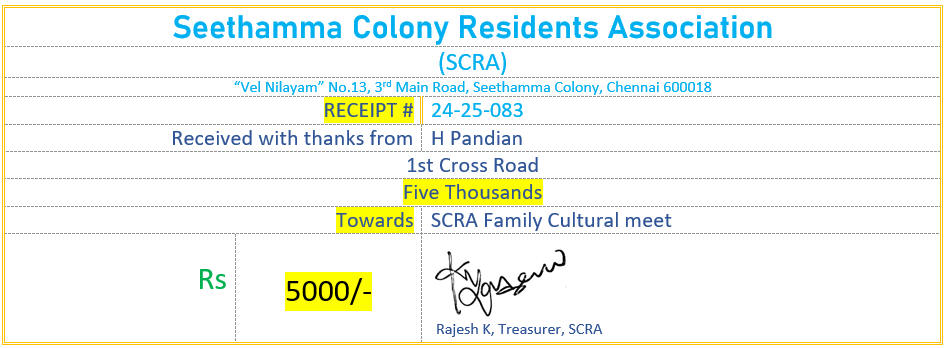 Seethamma Colony Residents Association
(SCRA)
“Vel Nilayam” No.13, 3rd Main Road, Seethamma Colony, Chennai 600018
RECEIPT # 24-25-083
Received with thanks from H Pandian
1st Cross Road
Five Thousands
Towards SCRA Family Cultural meet
Rs 5000/-
Rajesh K, Treasurer, SCRA